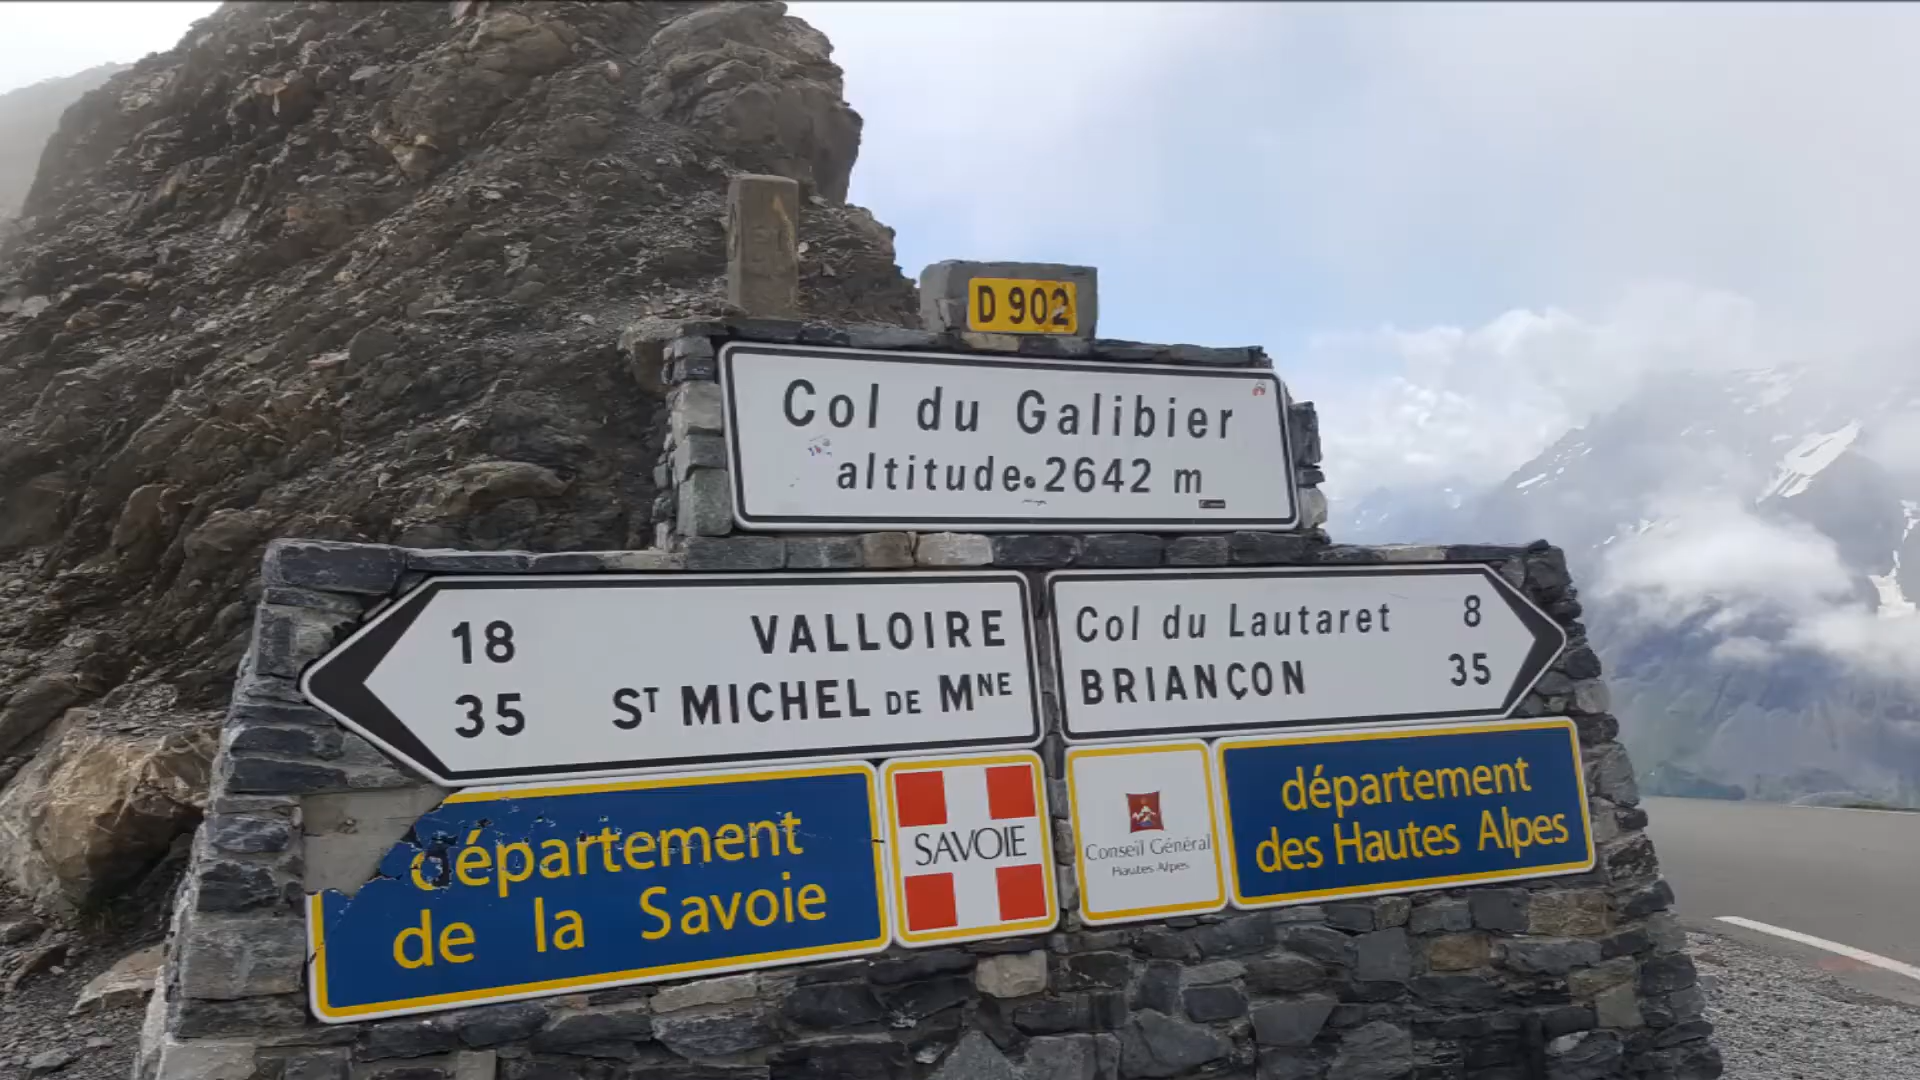 D 902
Col du Galibier
altitude 2642 m
18 VALLOIRE
35 ST MICHEL DE MNE
Col du Lautaret 8
BRIANÇON 35
département
de la Savoie
SAVOIE
Conseil Général
Hautes-Alpes
département
des Hautes Alpes